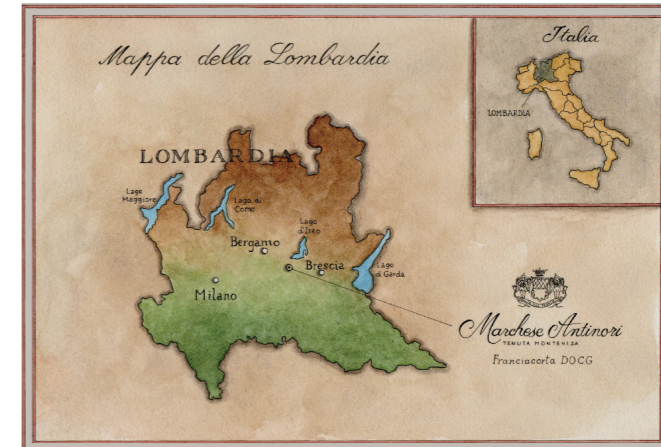 Mappa della Lombardia
Italia
LOMBARDIA
LOMBARDIA
Lago
Maggiore
Lago di
Como
Lago
d'Iseo
Bergamo
Brescia
Lago
di Garda
Milano
Marchese Antinori
TENUTA MONTENISA
Franciacorta DOCG